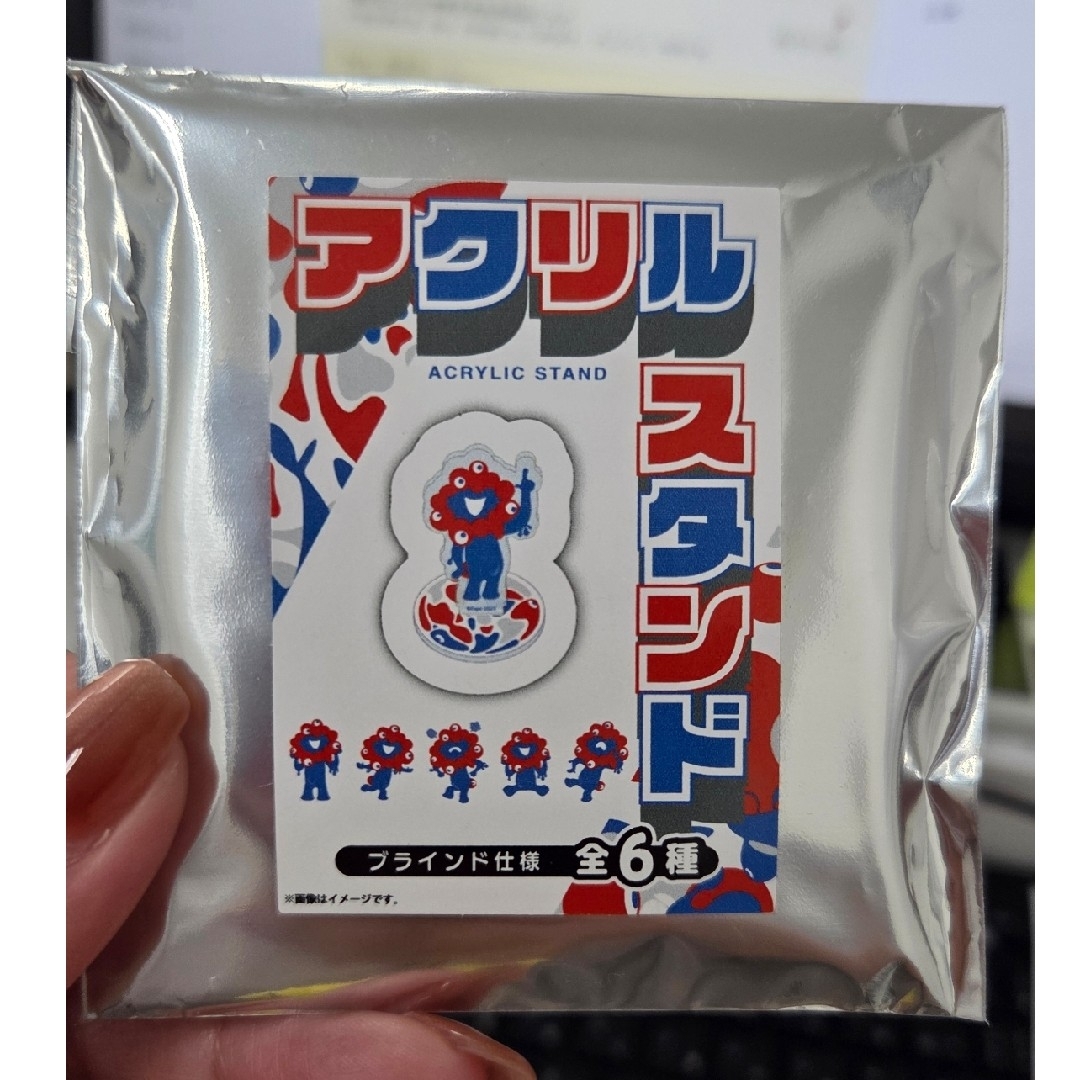 アクリル
スタンド
ACRYLIC STAND
ブラインド仕様 全6種
※画像はイメージです。